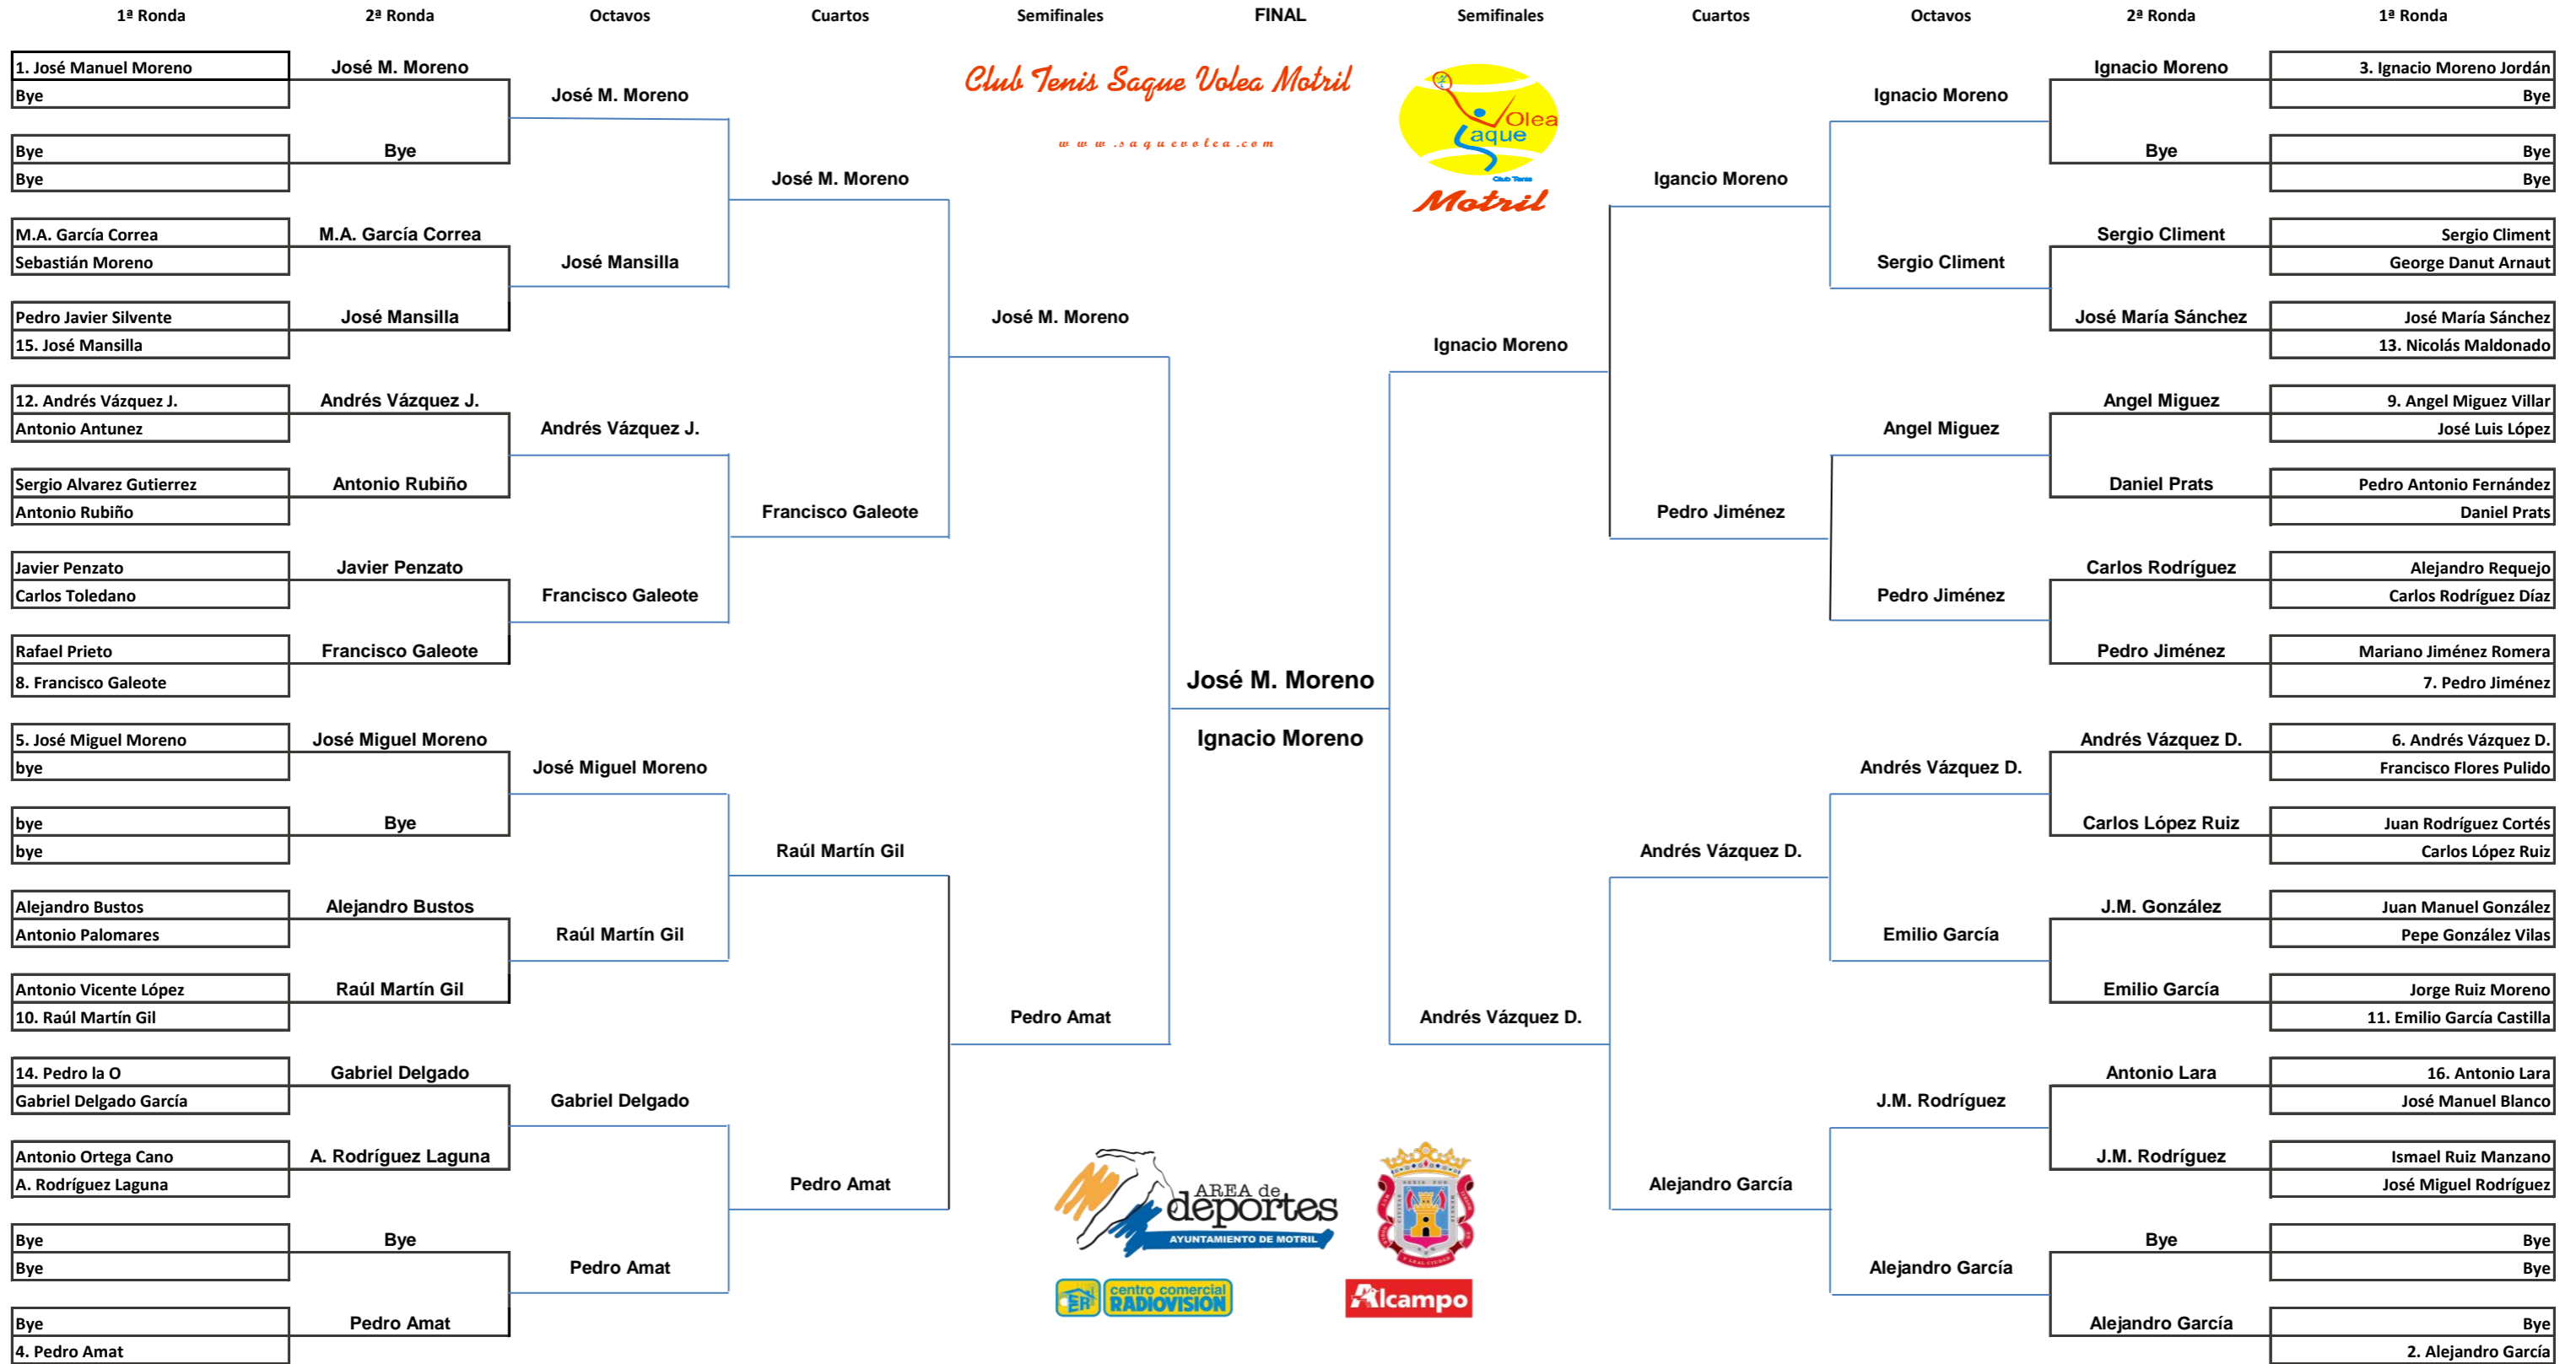 1ª Ronda 2ª Ronda Octavos Cuartos Semifinales FINAL Semifinales Cuartos Octavos 2ª Ronda 1ª Ronda
1. José Manuel Moreno José M. Moreno Ignacio Moreno 3. Ignacio Moreno Jordán
Club Tenis Saque Volea Motril
Bye José M. Moreno Ignacio Moreno Bye
Olea
Saque
www.saquevolea.com
Bye Bye Bye Bye
Bye José M. Moreno Igancio Moreno Bye
Club Tenis
Motril
M.A. García Correa M.A. García Correa Sergio Climent Sergio Climent
Sebastián Moreno José Mansilla Sergio Climent George Danut Arnaut
Pedro Javier Silvente José Mansilla José M. Moreno José María Sánchez José María Sánchez
15. José Mansilla Ignacio Moreno 13. Nicolás Maldonado
12. Andrés Vázquez J. Andrés Vázquez J. Angel Miguez 9. Angel Miguez Villar
Antonio Antunez Andrés Vázquez J. Angel Miguez José Luis López
Sergio Alvarez Gutierrez Antonio Rubiño Daniel Prats Pedro Antonio Fernández
Antonio Rubiño Francisco Galeote Pedro Jiménez Daniel Prats
Javier Penzato Javier Penzato Carlos Rodríguez Alejandro Requejo
Carlos Toledano Francisco Galeote Pedro Jiménez Carlos Rodríguez Díaz
Rafael Prieto Francisco Galeote Pedro Jiménez Mariano Jiménez Romera
8. Francisco Galeote José M. Moreno 7. Pedro Jiménez
5. José Miguel Moreno José Miguel Moreno Ignacio Moreno Andrés Vázquez D. 6. Andrés Vázquez D.
bye José Miguel Moreno Andrés Vázquez D. Francisco Flores Pulido
bye Bye Carlos López Ruiz Juan Rodríguez Cortés
bye Raúl Martín Gil Andrés Vázquez D. Carlos López Ruiz
Alejandro Bustos Alejandro Bustos J.M. González Juan Manuel González
Antonio Palomares Raúl Martín Gil Emilio García Pepe González Vilas
Antonio Vicente López Raúl Martín Gil Emilio García Jorge Ruiz Moreno
10. Raúl Martín Gil Pedro Amat Andrés Vázquez D. 11. Emilio García Castilla
14. Pedro la O Gabriel Delgado Antonio Lara 16. Antonio Lara
Gabriel Delgado García Gabriel Delgado J.M. Rodríguez José Manuel Blanco
Antonio Ortega Cano A. Rodríguez Laguna J.M. Rodríguez Ismael Ruiz Manzano
A. Rodríguez Laguna Pedro Amat Alejandro García José Miguel Rodríguez
AREA de
deportes
AYUNTAMIENTO DE MOTRIL
Bye Bye Bye Bye
Bye Pedro Amat Alejandro García Bye
CER centro comercial
RADIOVISION
Alcampo
Bye Pedro Amat Alejandro García Bye
4. Pedro Amat 2. Alejandro García